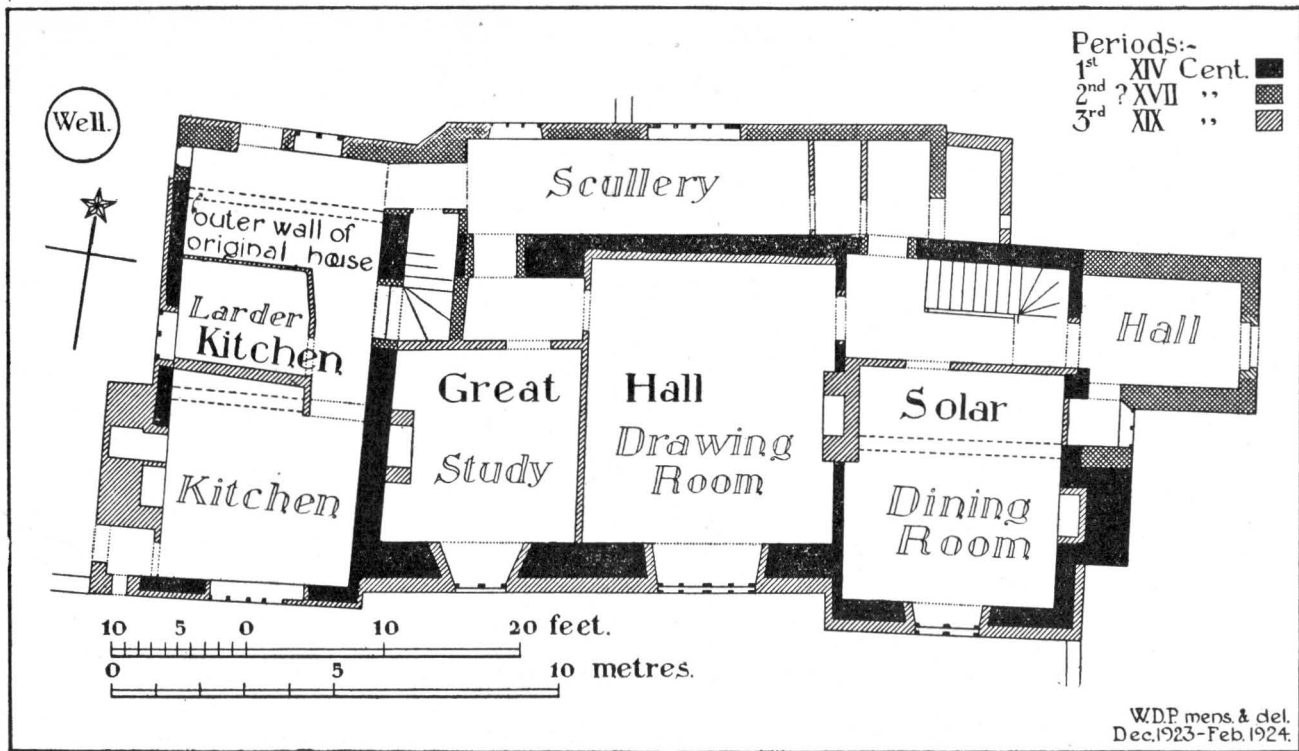 Periods:-
1st XIV Cent.
2nd ? XVII ,,
3rd XIX ,,
Well.
Scullery
outer wall of
original house
Larder
Kitchen
Kitchen
Great Hall
Study
Drawing
Room
Solar
Dining
Room
Hall
10 5 0 10 20 feet.
0 5 10 metres.
W.D.P. mens. & del.
Dec. 1923-Feb. 1924.